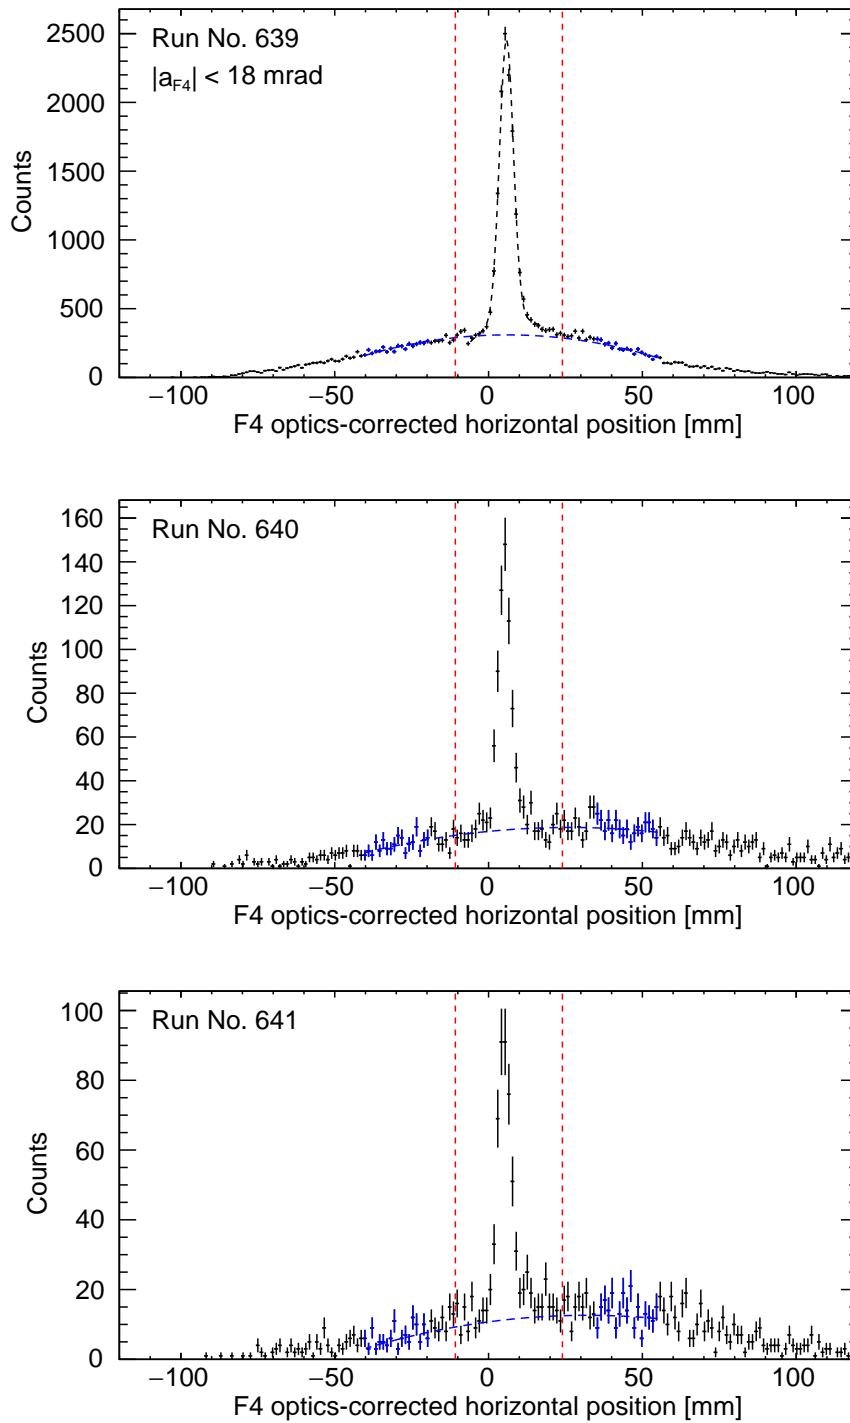 Run No. 639
|a_F4| < 18 mrad
Counts
2500
2000
1500
1000
500
0
−100 −50 0 50 100
F4 optics-corrected horizontal position [mm]
Run No. 640
Counts
160
140
120
100
80
60
40
20
0
−100 −50 0 50 100
F4 optics-corrected horizontal position [mm]
Run No. 641
Counts
100
80
60
40
20
0
−100 −50 0 50 100
F4 optics-corrected horizontal position [mm]